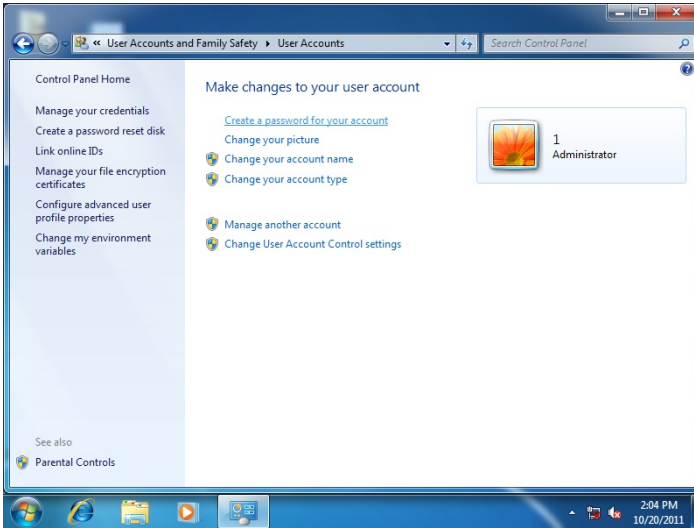 « User Accounts and Family Safety ▸ User Accounts
Search Control Panel
Control Panel Home
Manage your credentials
Create a password reset disk
Link online IDs
Manage your file encryption
certificates
Configure advanced user
profile properties
Change my environment
variables
See also
Parental Controls
Make changes to your user account
Create a password for your account
Change your picture
Change your account name
Change your account type
Manage another account
Change User Account Control settings
1
Administrator
2:04 PM
10/20/2011